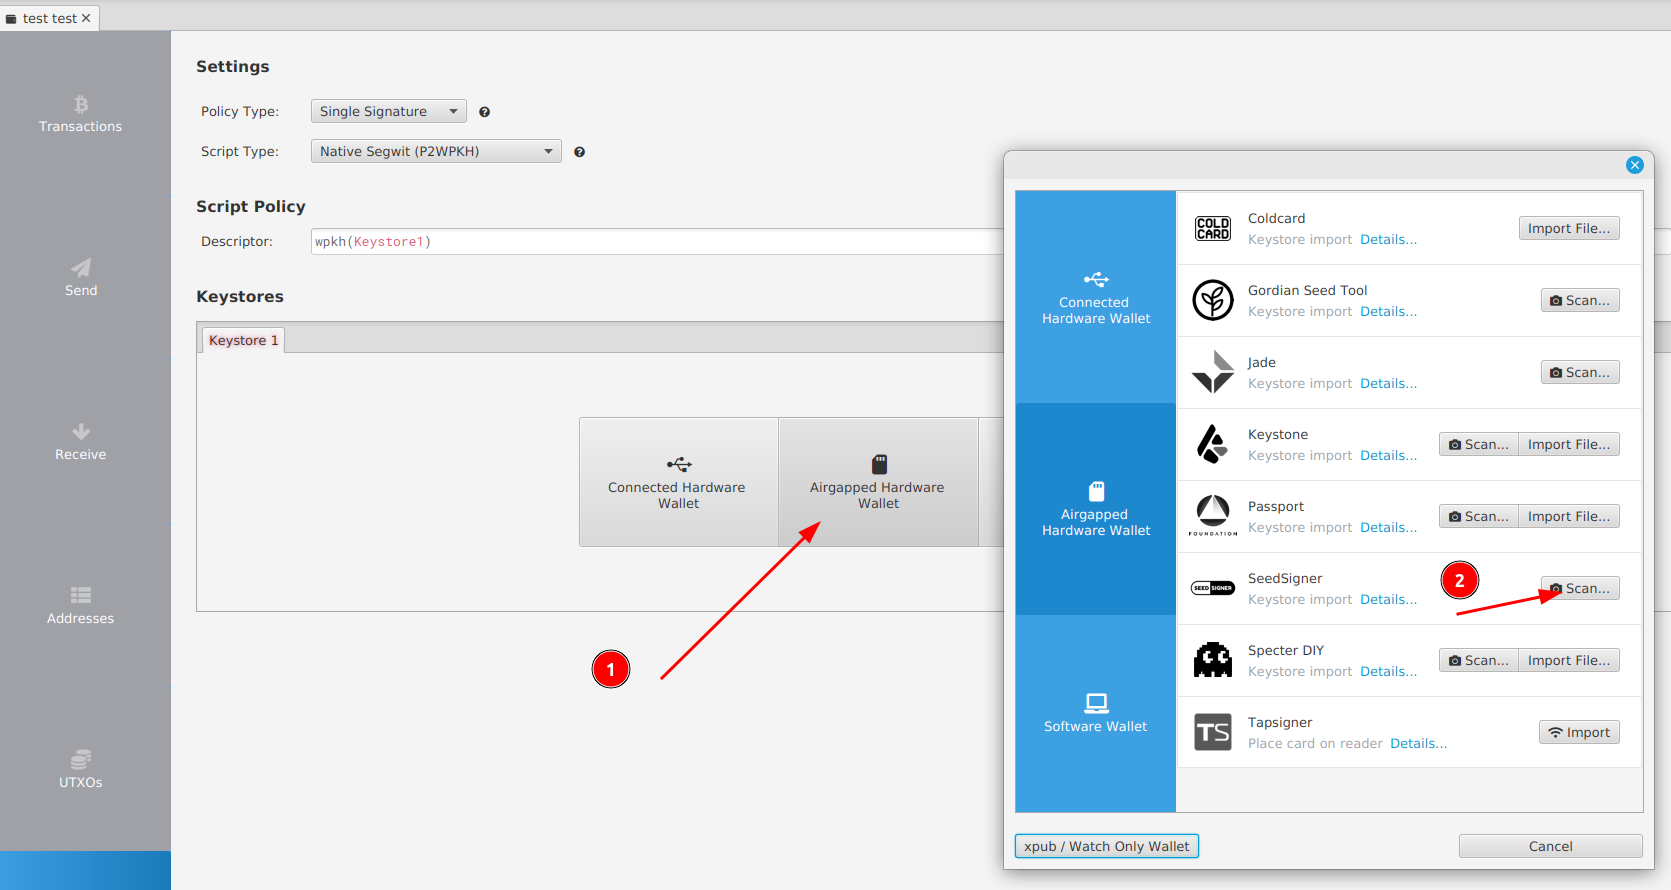 test test
Transactions
Send
Receive
Addresses
UTXOs
Settings
Policy Type:
Single Signature
Script Type:
Native Segwit (P2WPKH)
Script Policy
Descriptor:
wpkh(Keystore1)
Keystores
Keystore 1
Connected Hardware
Wallet
Airgapped Hardware
Wallet
1
Connected
Hardware Wallet
Airgapped
Hardware Wallet
Software Wallet
COLD
CARD
Coldcard
Keystore import Details...
Import File...
Gordian Seed Tool
Keystore import Details...
Scan...
Jade
Keystore import Details...
Scan...
Keystone
Keystore import Details...
Scan...
Import File...
FOUNDATION
Passport
Keystore import Details...
Scan...
Import File...
SEED SIGNER
SeedSigner
Keystore import Details...
2
Scan...
Specter DIY
Keystore import Details...
Scan...
Import File...
TS
Tapsigner
Place card on reader Details...
Import
xpub / Watch Only Wallet
Cancel